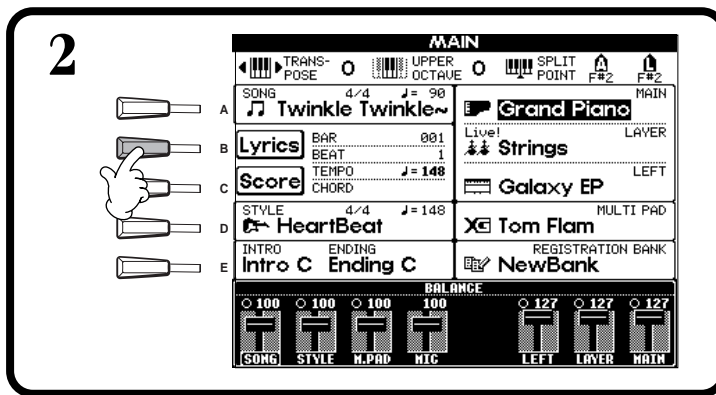 2
MAIN
TRANS-POSE 0 UPPER OCTAVE 0 SPLIT POINT A F#2 L F#2
A
SONG 4/4 ♩= 90
Twinkle Twinkle~
MAIN
Grand Piano
B
Lyrics BAR 001
BEAT 1
Live! LAYER
Strings
C
Score TEMPO ♩=148
CHORD
LEFT
Galaxy EP
D
STYLE 4/4 ♩=148
HeartBeat
MULTI PAD
XG Tom Flam
E
INTRO ENDING
Intro C Ending C
REGISTRATION BANK
NewBank
BALANCE
100 100 100 100 127 127 127
SONG STYLE M.PAD MIC LEFT LAYER MAIN